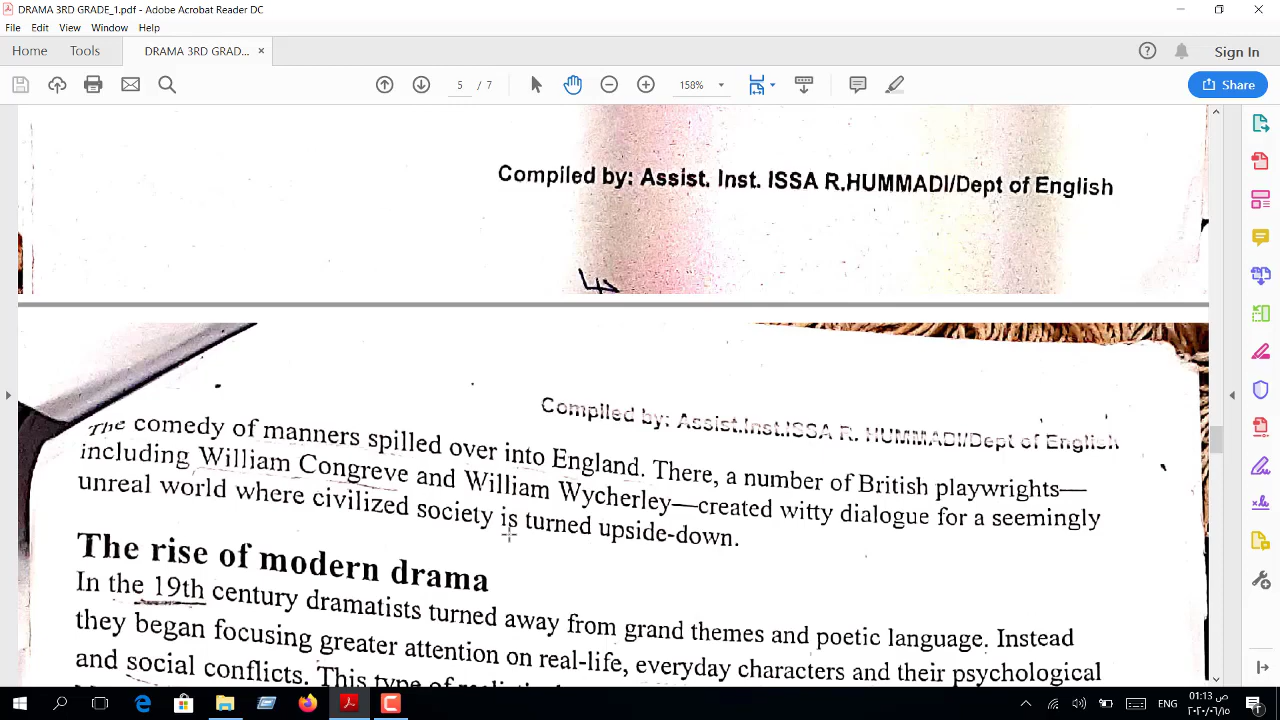 DRAMA 3RD GRADE_1.pdf - Adobe Acrobat Reader DC
File Edit View Window Help
Home Tools DRAMA 3RD GRAD... × Sign In
5 / 7 158% Share
Compiled by: Assist. Inst. ISSA R.HUMMADI/Dept of English
Compiled by: Assist.Inst.ISSA R. HUMMADI/Dept of English
The comedy of manners spilled over into England. There, a number of British playwrights—
including William Congreve and William Wycherley—created witty dialogue for a seemingly
unreal world where civilized society is turned upside-down.
The rise of modern drama
In the 19th century dramatists turned away from grand themes and poetic language. Instead
they began focusing greater attention on real-life, everyday characters and their psychological
and social conflicts. This type of
ENG 01:13 ص
٢٠٢٠/٠٦/١٥